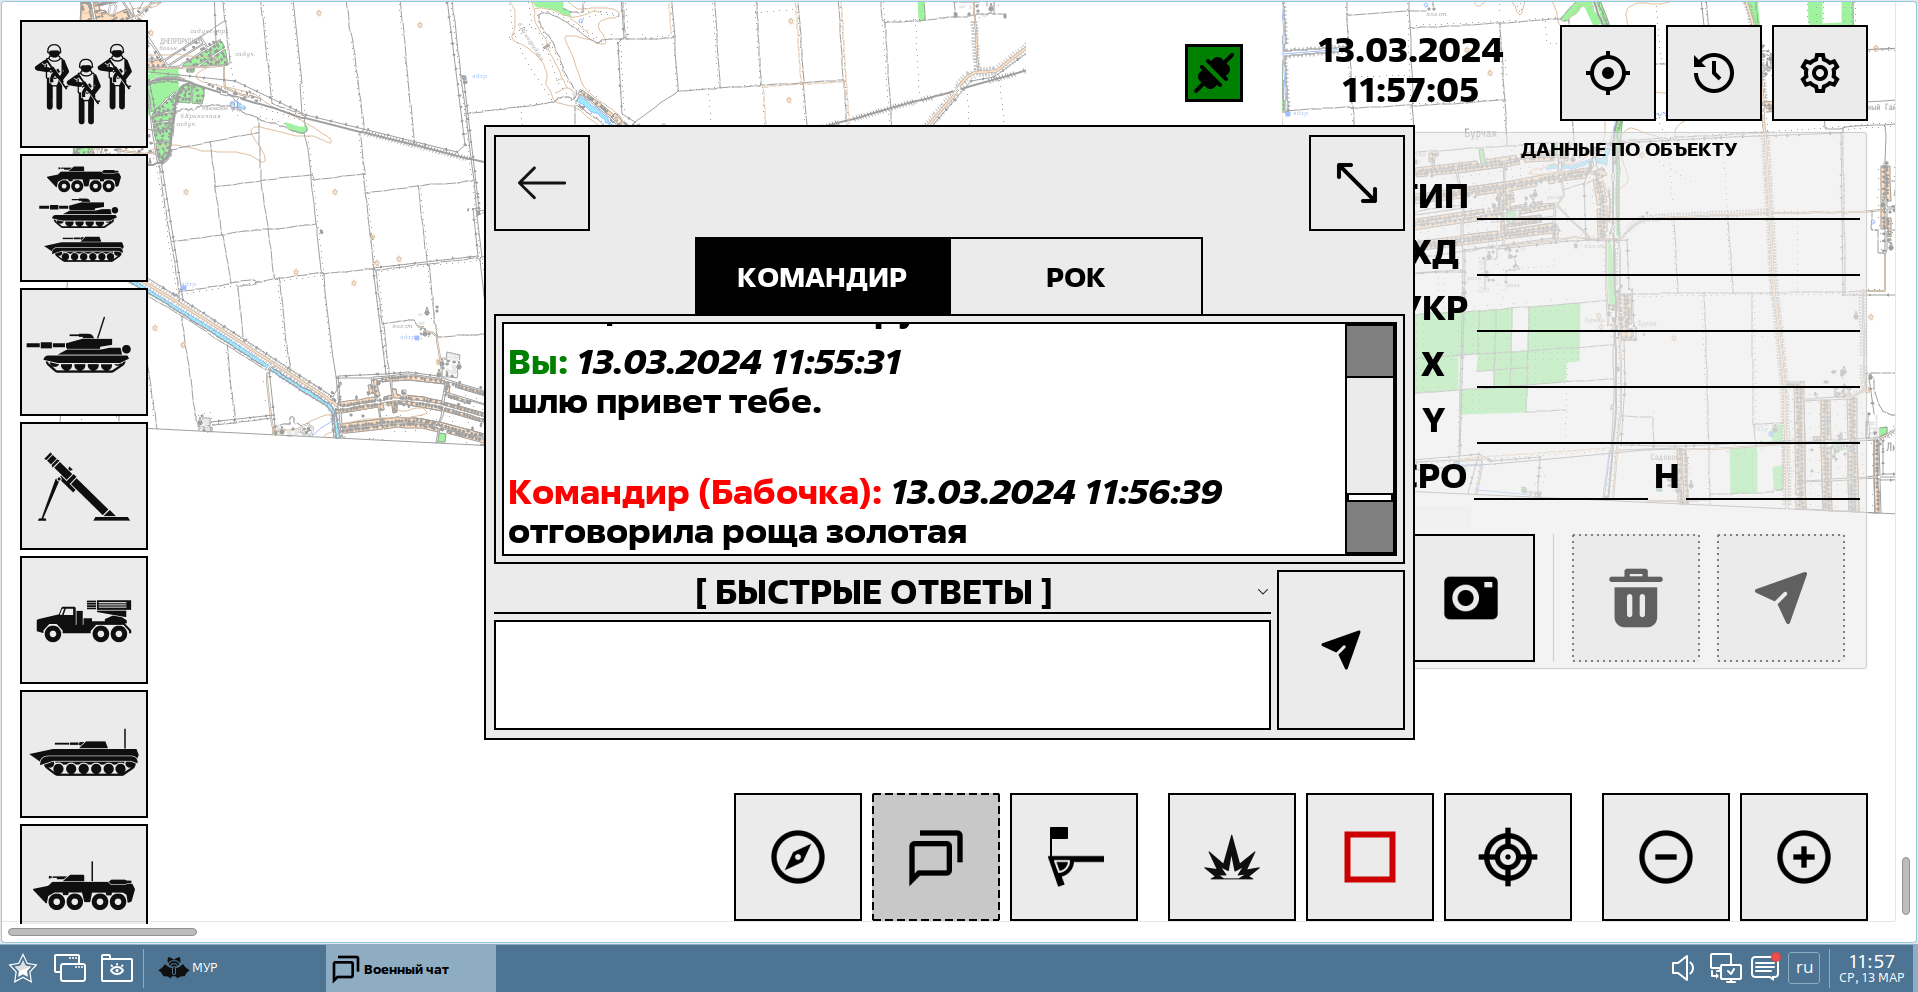 13.03.2024
11:57:05
Бурчак
ДАННЫЕ ПО ОБЪЕКТУ
ТИП
ХД
УКР
X
Y
H
КОМАНДИР
РОК
Вы: 13.03.2024 11:55:31
шлю привет тебе.
Командир (Бабочка): 13.03.2024 11:56:39
отговорила роща золотая
[ БЫСТРЫЕ ОТВЕТЫ ]
МУР
Военный чат
ru
11:57
СР, 13 МАР